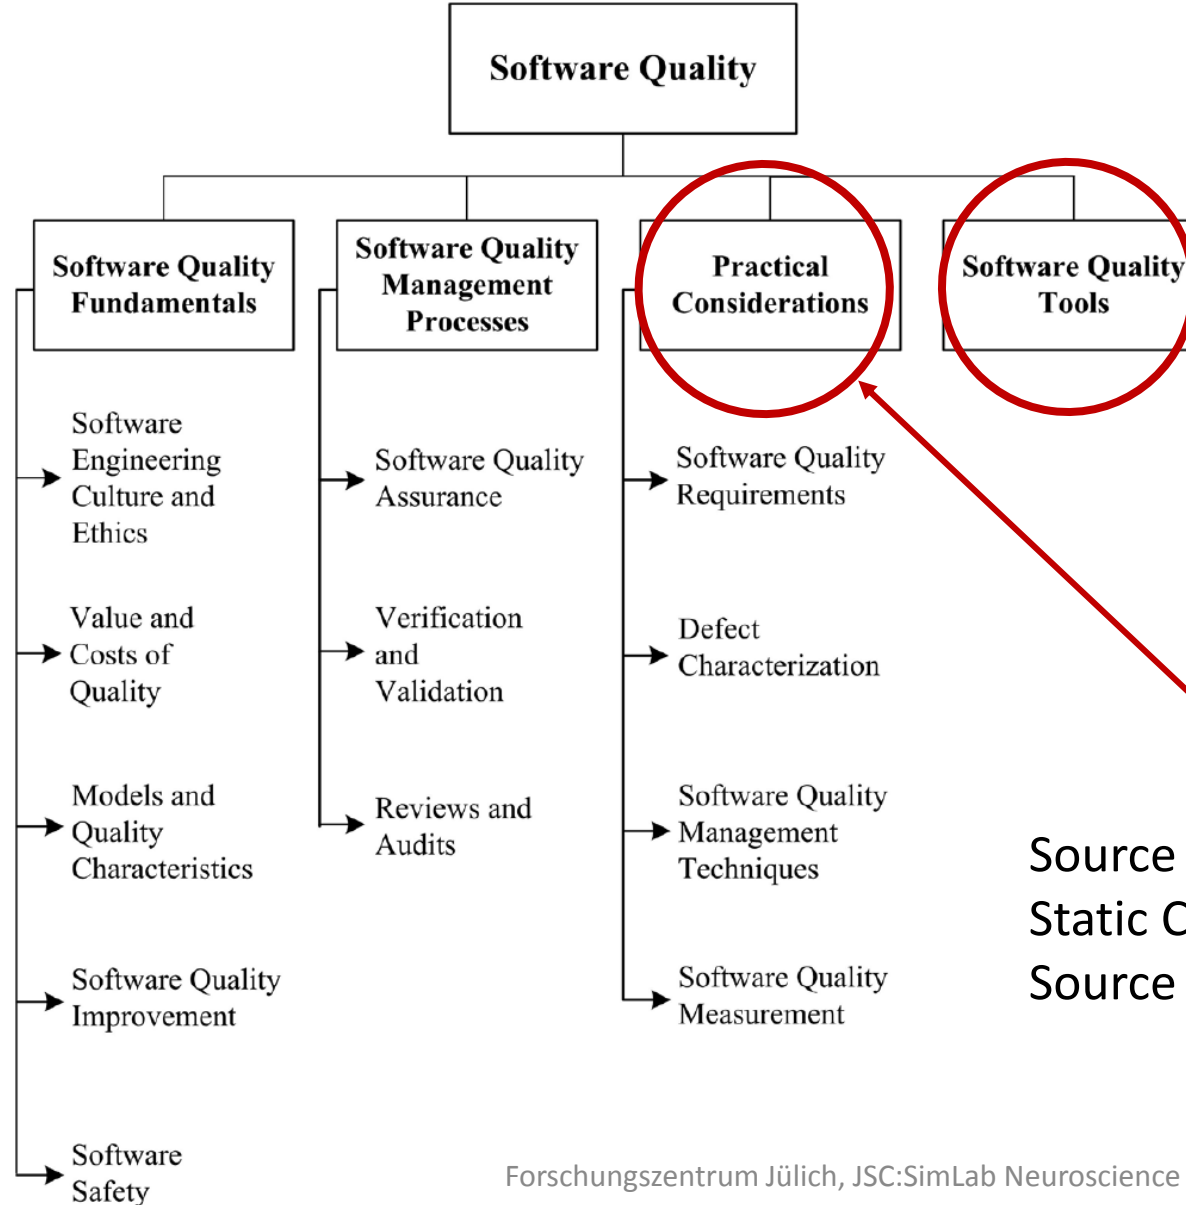 Software Quality
Software Quality
Fundamentals
Software Quality
Management
Processes
Practical
Considerations
Software Quality
Tools
Software
Engineering
Culture and
Ethics
Value and
Costs of
Quality
Models and
Quality
Characteristics
Software Quality
Improvement
Software
Safety
Software Quality
Assurance
Verification
and
Validation
Reviews and
Audits
Software Quality
Requirements
Defect
Characterization
Software Quality
Management
Techniques
Software Quality
Measurement
Source
Static
Source
Forschungszentrum Jülich, JSC:SimLab Neuroscience